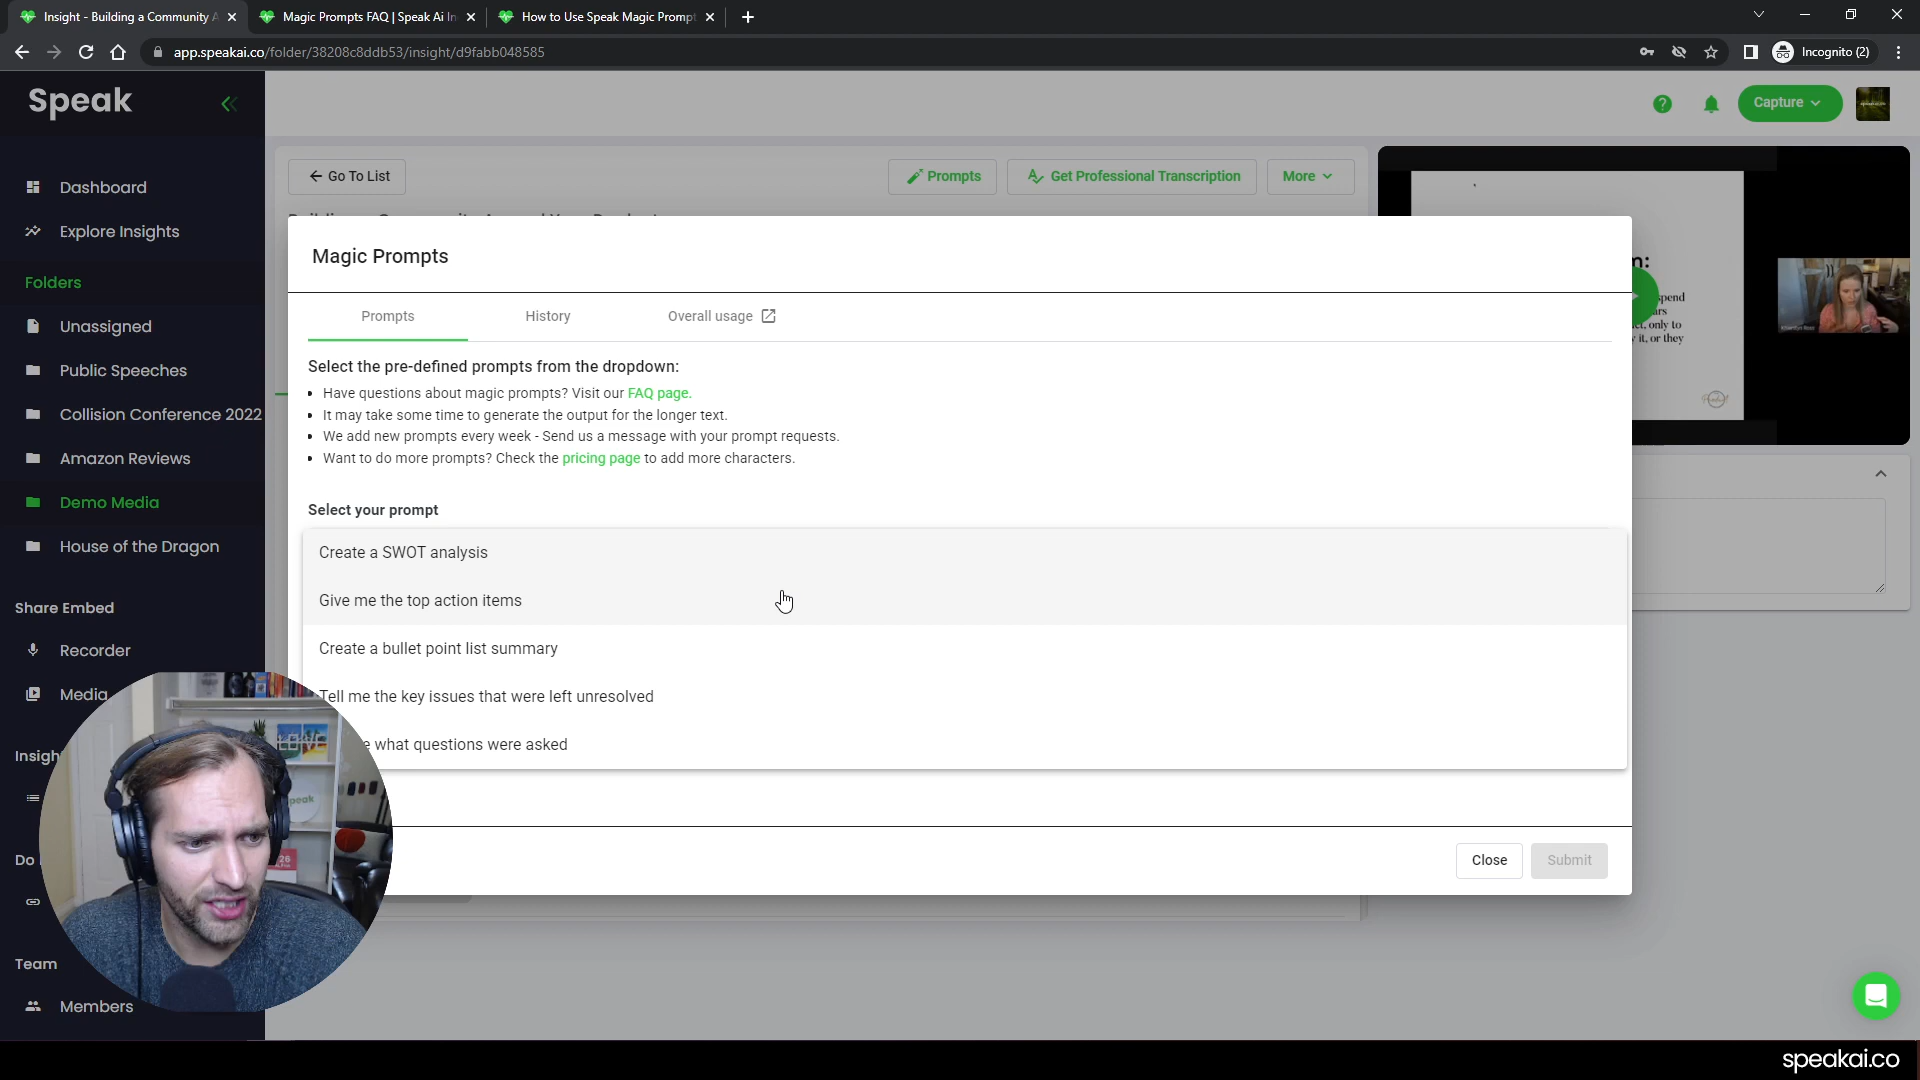 Insight - Building a Community A
Magic Prompts FAQ | Speak Ai In
How to Use Speak Magic Prompt
app.speakai.co/folder/38208c8ddb53/insight/d9fabb048585
Incognito (2)
Speak
Capture
Dashboard
Explore Insights
Folders
Unassigned
Public Speeches
Collision Conference 2022
Amazon Reviews
Demo Media
House of the Dragon
Share Embed
Recorder
Media
Insigh
Do
Team
Members
Go To List
Prompts
Get Professional Transcription
More
Magic Prompts
Prompts
History
Overall usage
Select the pre-defined prompts from the dropdown:
• Have questions about magic prompts? Visit our FAQ page.
• It may take some time to generate the output for the longer text.
• We add new prompts every week - Send us a message with your prompt requests.
• Want to do more prompts? Check the pricing page to add more characters.
Select your prompt
Create a SWOT analysis
Give me the top action items
Create a bullet point list summary
Tell me the key issues that were left unresolved
what questions were asked
Close
Submit
spend
only to
it, or they
speakai.co